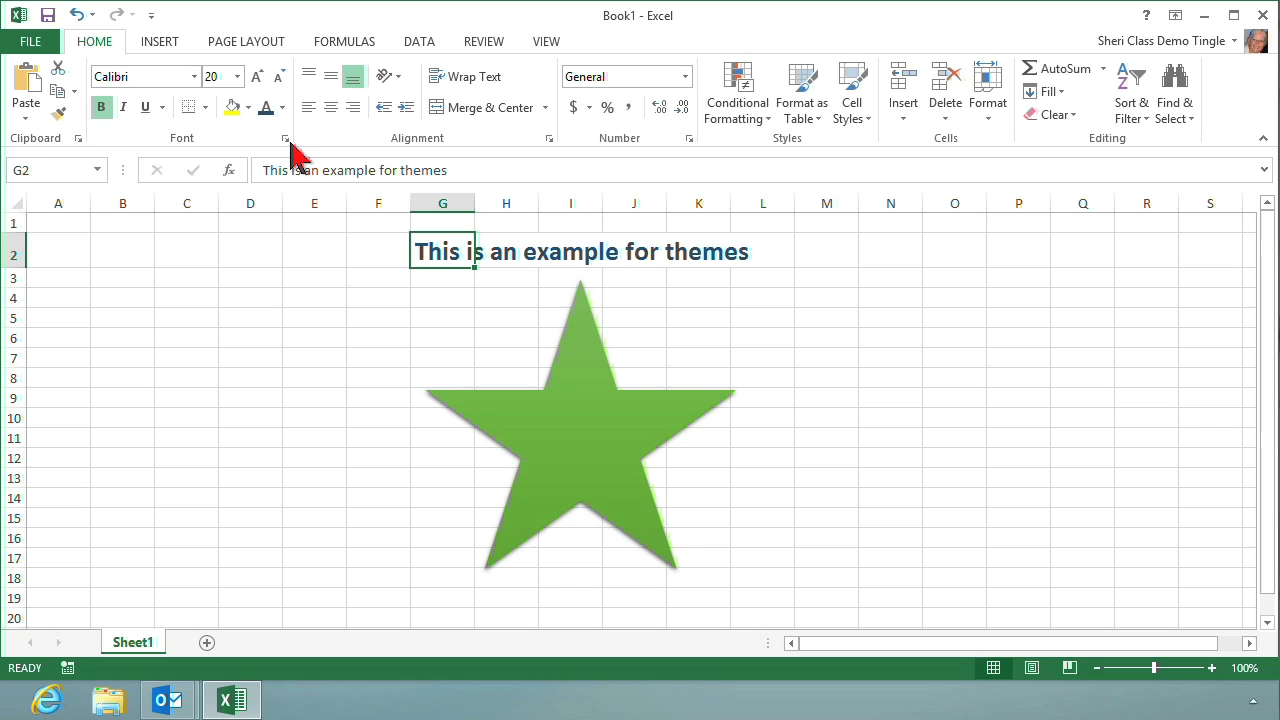 Book1 - Excel
?
FILE
HOME
INSERT
PAGE LAYOUT
FORMULAS
DATA
REVIEW
VIEW
Sheri Class Demo Tingle
Paste
Calibri
20
B I U
A A
Wrap Text
Merge & Center
General
$ % ,
Conditional Formatting
Format as Table
Cell Styles
Insert
Delete
Format
AutoSum
Fill
Clear
Sort & Filter
Find & Select
Clipboard
Font
Alignment
Number
Styles
Cells
Editing
G2
fx
This is an example for themes
A B C D E F G H I J K L M N O P Q R S
1
2 This is an example for themes
3
4
5
6
7
8
9
10
11
12
13
14
15
16
17
18
19
20
Sheet1
READY
100%